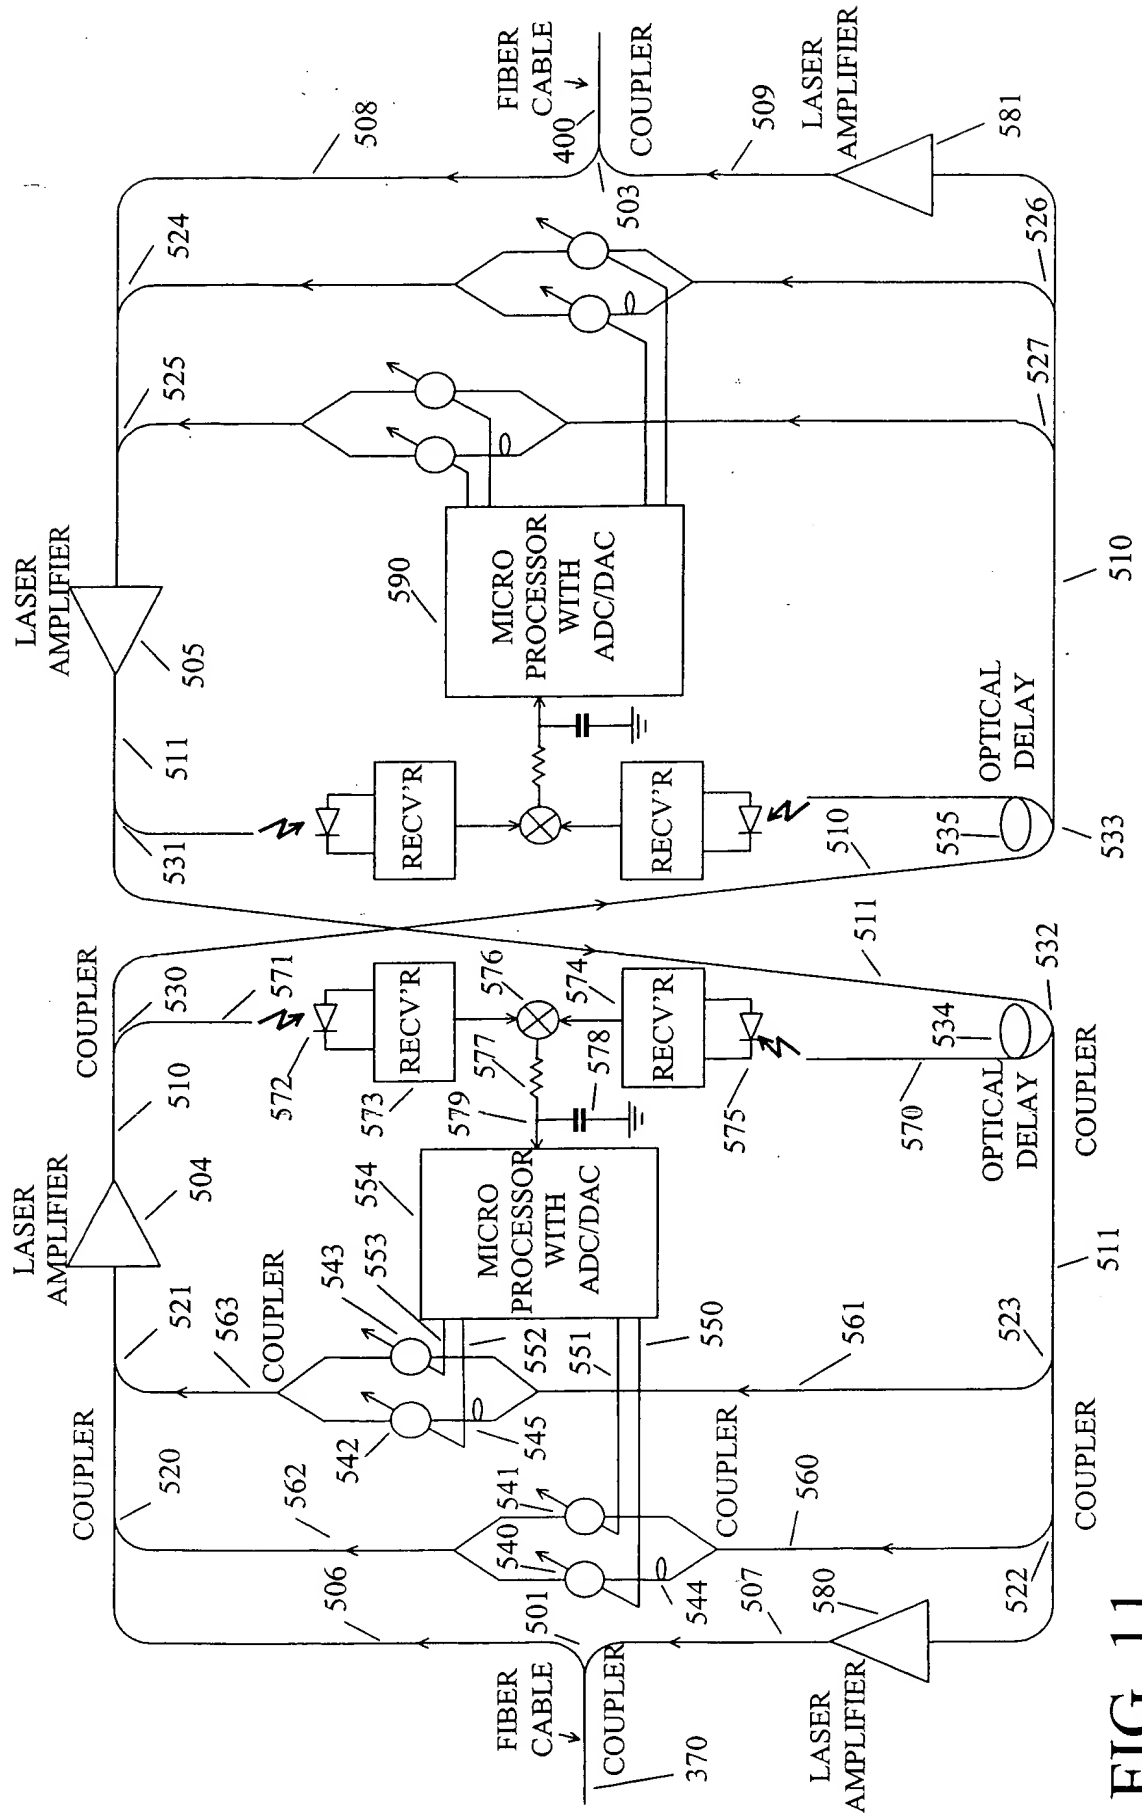 LASER
AMPLIFIER
LASER
AMPLIFIER
COUPLER
COUPLER
520
521
504
510
530
531
511
505
525
524
506
562
563
COUPLER
542
543
553
554
572
571
573
RECV'R
RECV'R
590
508
FIBER
CABLE
501
540
541
545
552
551
579
577
576
574
578
MICRO
PROCESSOR
WITH
ADC/DAC
MICRO
PROCESSOR
WITH
ADC/DAC
400
503
FIBER
CABLE
COUPLER
COUPLER
370
544
550
RECV'R
RECV'R
507
COUPLER
560
561
575
510
511
509
LASER
AMPLIFIER
580
LASER
AMPLIFIER
570
534
535
581
522
523
OPTICAL
DELAY
532
OPTICAL
DELAY
527
526
COUPLER
511
COUPLER
533
510
FIG. 11